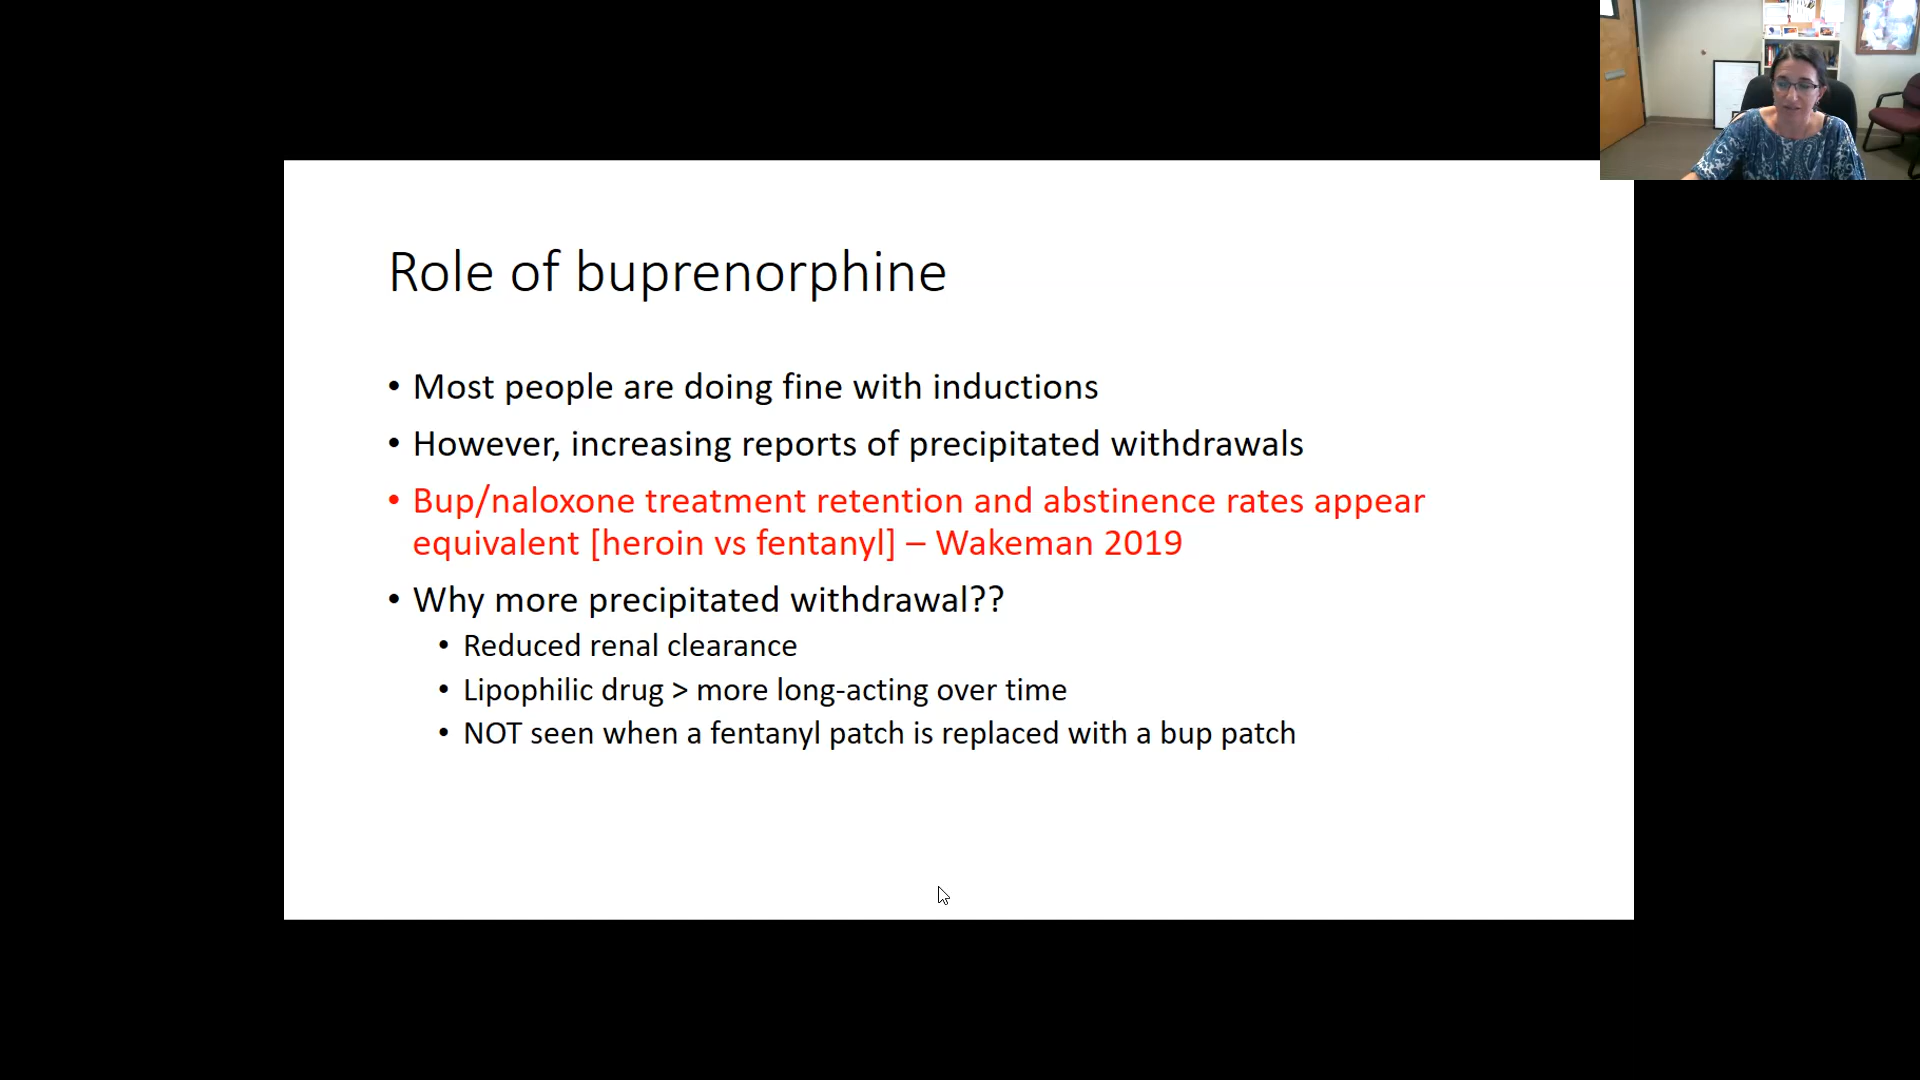 Role of buprenorphine
• Most people are doing fine with inductions
• However, increasing reports of precipitated withdrawals
• Bup/naloxone treatment retention and abstinence rates appear
equivalent [heroin vs fentanyl] – Wakeman 2019
• Why more precipitated withdrawal??
• Reduced renal clearance
• Lipophilic drug > more long-acting over time
• NOT seen when a fentanyl patch is replaced with a bup patch